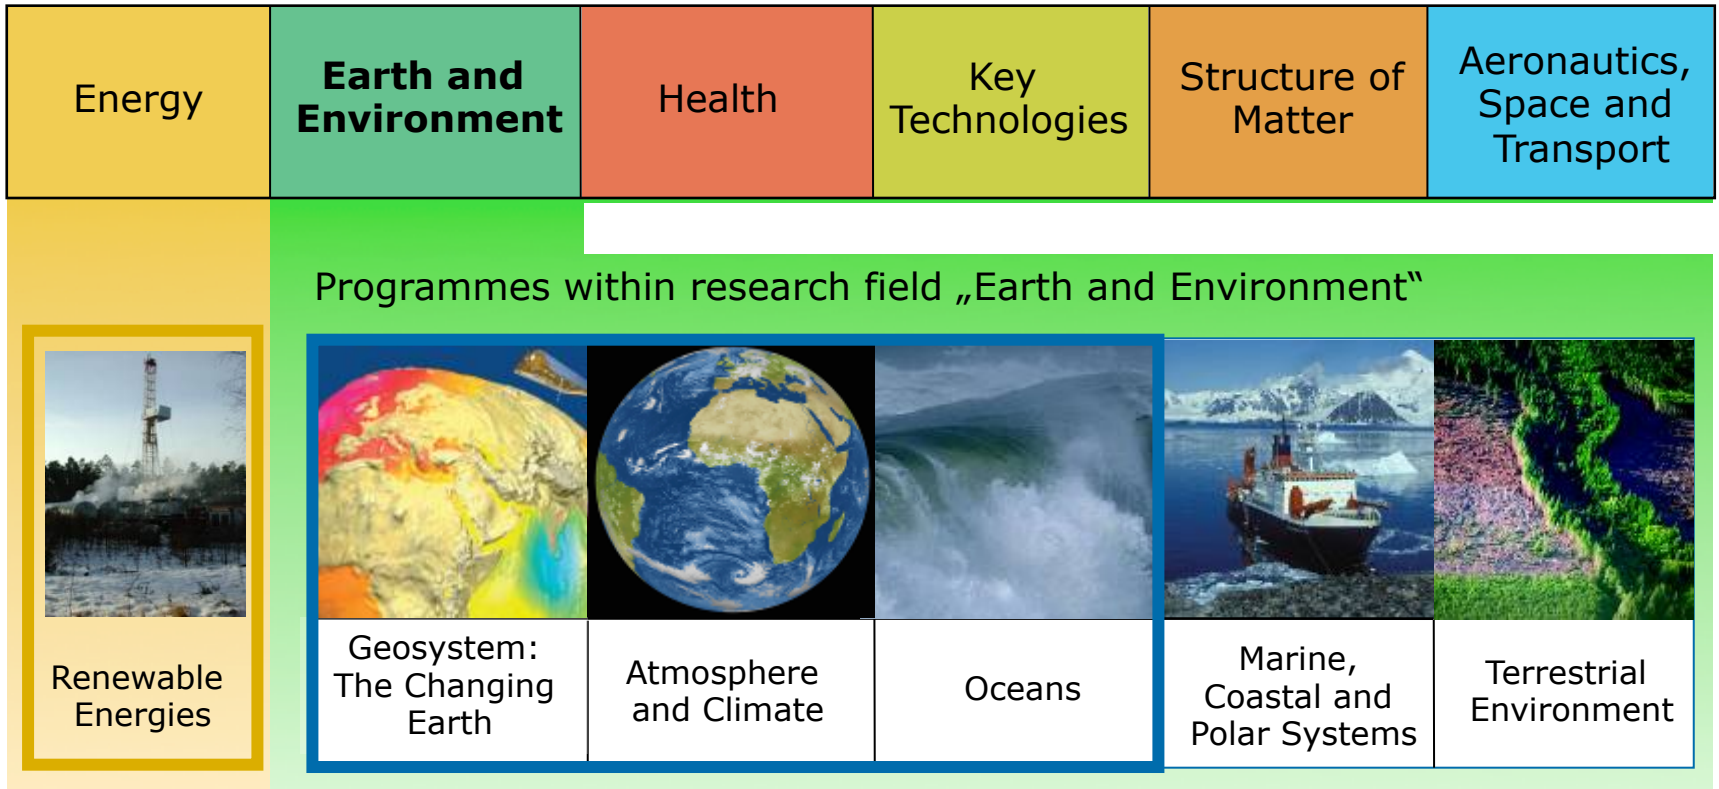 Energy
Earth and
Environment
Health
Key
Technologies
Structure of
Matter
Aeronautics,
Space and
Transport
Programmes within research field „Earth and Environment“
Renewable
Energies
Geosystem:
The Changing
Earth
Atmosphere
and Climate
Oceans
Marine,
Coastal and
Polar Systems
Terrestrial
Environment